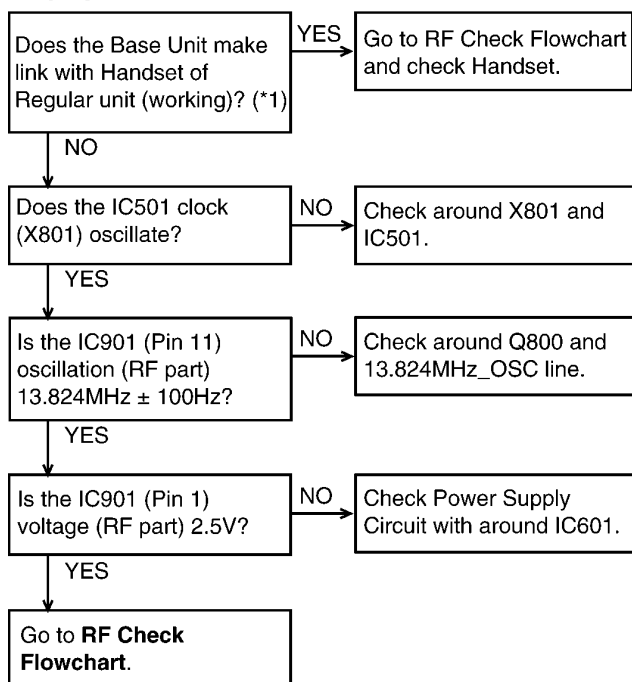 Does the Base Unit make
link with Handset of
Regular unit (working)? (*1)
YES
Go to RF Check Flowchart
and check Handset.
NO
Does the IC501 clock
(X801) oscillate?
NO
Check around X801 and
IC501.
YES
Is the IC901 (Pin 11)
oscillation (RF part)
13.824MHz ± 100Hz?
NO
Check around Q800 and
13.824MHz_OSC line.
YES
Is the IC901 (Pin 1)
voltage (RF part) 2.5V?
NO
Check Power Supply
Circuit with around IC601.
YES
Go to RF Check
Flowchart.